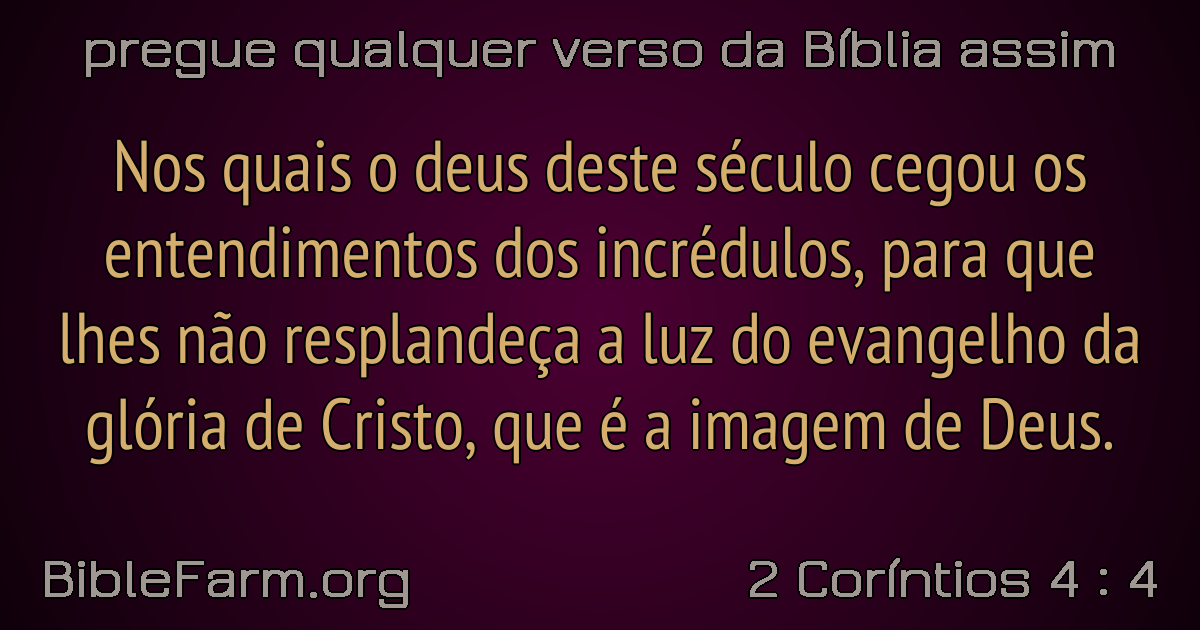 pregue qualquer verso da Bíblia assim
Nos quais o deus deste século cegou os
entendimentos dos incrédulos, para que
lhes não resplandeça a luz do evangelho da
glória de Cristo, que é a imagem de Deus.
BibleFarm.org
2 Coríntios 4 : 4